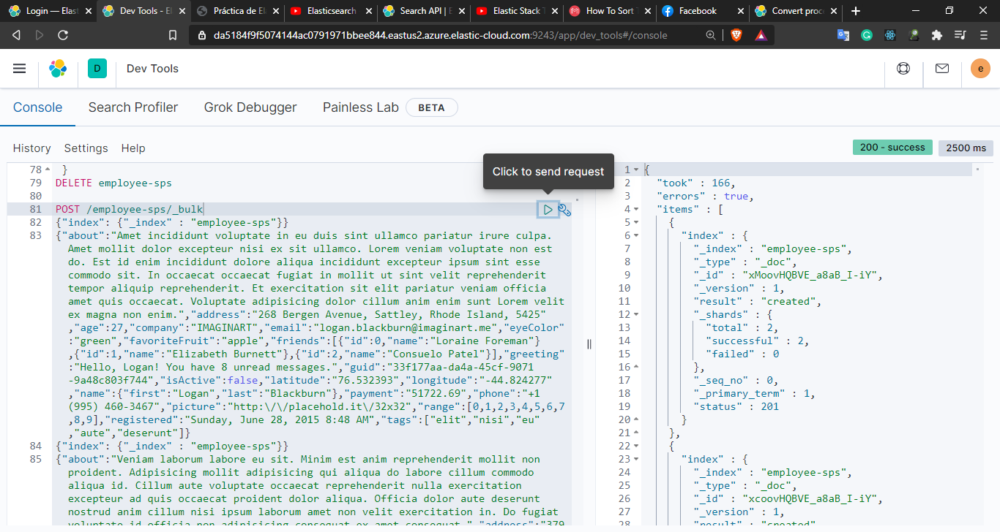 Login — Elast
Dev Tools - El
Práctica de El
Elasticsearch
Search API | E
Elastic Stack T
How To Sort T
Facebook
Convert proc
da5184f9f5074144ac0791971bbee844.eastus2.azure.elastic-cloud.com:9243/app/dev_tools#/console
D
Dev Tools
e
Console
Search Profiler
Grok Debugger
Painless Lab
BETA
History
Settings
Help
200 - success
2500 ms
Click to send request
78 }
79 DELETE employee-sps
80
81 POST /employee-sps/_bulk
82 {"index": {"_index" : "employee-sps"}}
83 {"about":"Amet incididunt voluptate in eu duis sint ullamco pariatur irure culpa.
Amet mollit dolor excepteur nisi ex sit ullamco. Lorem veniam voluptate non est
do. Est id enim incididunt dolore aliqua incididunt excepteur ipsum sint esse
commodo sit. In occaecat occaecat fugiat in mollit ut sint velit reprehenderit
tempor aliquip reprehenderit. Et exercitation sit elit pariatur veniam officia
amet quis occaecat. Voluptate adipisicing dolor cillum anim enim sunt Lorem velit
ex magna non enim.","address":"268 Bergen Avenue, Sattley, Rhode Island, 5425"
,"age":27,"company":"IMAGINART","email":"logan.blackburn@imaginart.me","eyeColor"
:"green","favoriteFruit":"apple","friends":[{"id":0,"name":"Loraine Foreman"}
,{"id":1,"name":"Elizabeth Burnett"},{"id":2,"name":"Consuelo Patel"}],"greeting"
:"Hello, Logan! You have 8 unread messages.","guid":"33f177aa-da4a-45cf-9071
-9a48c803f744","isActive":false,"latitude":"76.532393","longitude":"-44.824277"
,"name":{"first":"Logan","last":"Blackburn"},"payment":"51722.69","phone":"+1
(995) 460-3467","picture":"http:\/\/placehold.it\/32x32","range":[0,1,2,3,4,5,6,7
,8,9],"registered":"Sunday, June 28, 2015 8:48 AM","tags":["elit","nisi","eu"
,"aute","deserunt"]}
84 {"index": {"_index" : "employee-sps"}}
85 {"about":"Veniam laborum labore eu sit. Minim est anim reprehenderit mollit non
proident. Adipisicing mollit adipisicing qui aliqua do labore cillum commodo
aliqua id. Cillum aute voluptate occaecat reprehenderit nulla exercitation
excepteur ad quis occaecat proident dolor aliqua. Officia dolor aute deserunt
nostrud anim cillum nisi ipsum laborum amet non velit exercitation in. Do fugiat
voluptate id officia non adipisicing consequat ex amet consequat.","address":"379
1 {
2 "took" : 166,
3 "errors" : true,
4 "items" : [
5 {
6 "index" : {
7 "_index" : "employee-sps",
8 "_type" : "_doc",
9 "_id" : "xMoovHQBVE_a8aB_I-iY",
10 "_version" : 1,
11 "result" : "created",
12 "_shards" : {
13 "total" : 2,
14 "successful" : 2,
15 "failed" : 0
16 },
17 "_seq_no" : 0,
18 "_primary_term" : 1,
19 "status" : 201
20 }
21 },
22 {
23 "index" : {
24 "_index" : "employee-sps",
25 "_type" : "_doc",
26 "_id" : "xcoovHQBVE_a8aB_I-iY",
27 "_version" : 1,
28 "result" : "created"